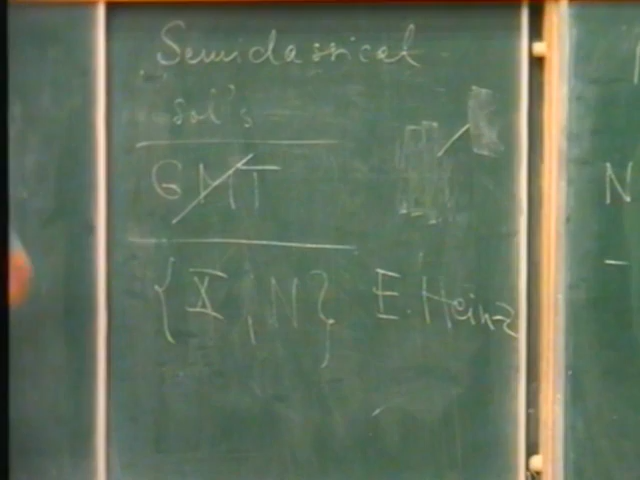 Semiclassical
sol's
GMT
{X, N} E. Heinz
N